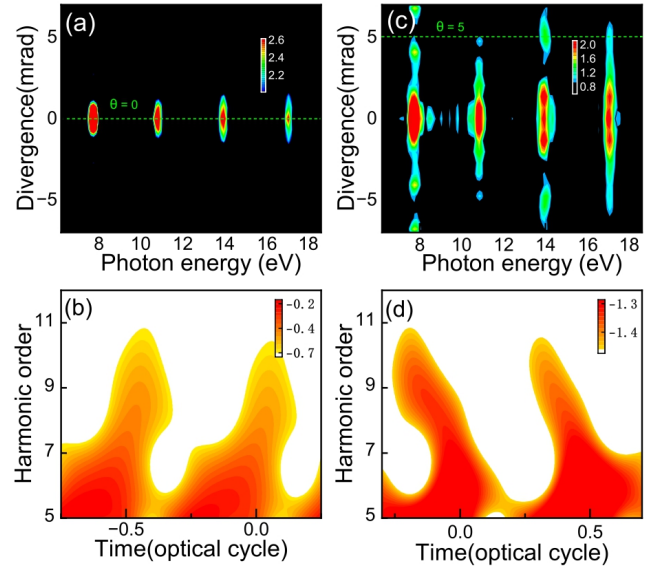 (a)
5
0
−5
Divergence(mrad)
θ = 0
2.6
2.4
2.2
8 10 12 14 16 18
Photon energy (eV)
(c)
5
0
−5
Divergence(mrad)
θ = 5
2.0
1.6
1.2
0.8
8 10 12 14 16 18
Photon energy (eV)
(b)
11
9
7
5
Harmonic order
-0.2
-0.4
-0.7
−0.5 0.0
Time(optical cycle)
(d)
11
9
7
5
Harmonic order
-1.3
-1.4
0.0 0.5
Time(optical cycle)